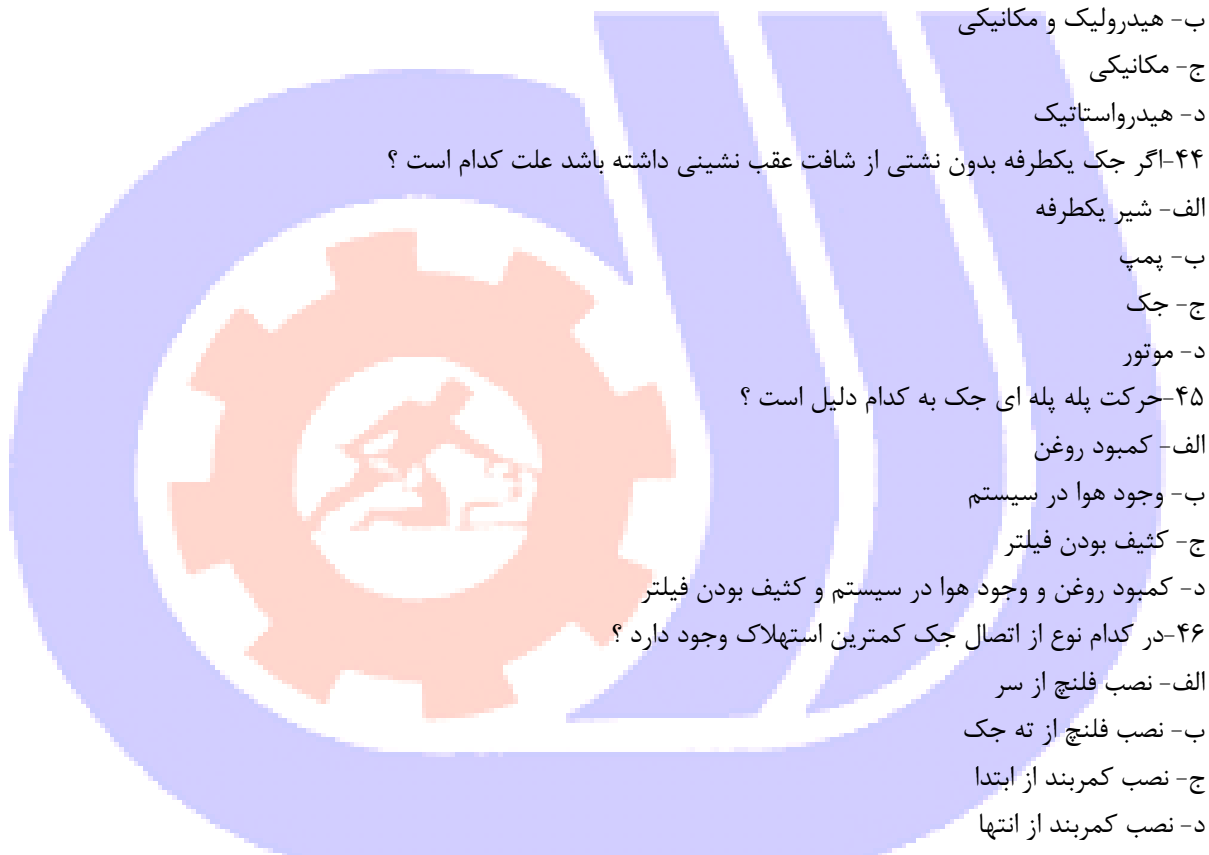 ب- هیدرولیک و مکانیکی
ج- مکانیکی
د- هیدرواستاتیک
۴۴-اگر جک یکطرفه بدون نشتی از شافت عقب نشینی داشته باشد علت کدام است ؟
الف- شیر یکطرفه
ب- پمپ
ج- جک
د- موتور
۴۵-حرکت پله پله ای جک به کدام دلیل است ؟
الف- کمبود روغن
ب- وجود هوا در سیستم
ج- کثیف بودن فیلتر
د- کمبود روغن و وجود هوا در سیستم و کثیف بودن فیلتر
۴۶-در کدام نوع از اتصال جک کمترین استهلاک وجود دارد ؟
الف- نصب فلنچ از سر
ب- نصب فلنچ از ته جک
ج- نصب کمربند از ابتدا
د- نصب کمربند از انتها